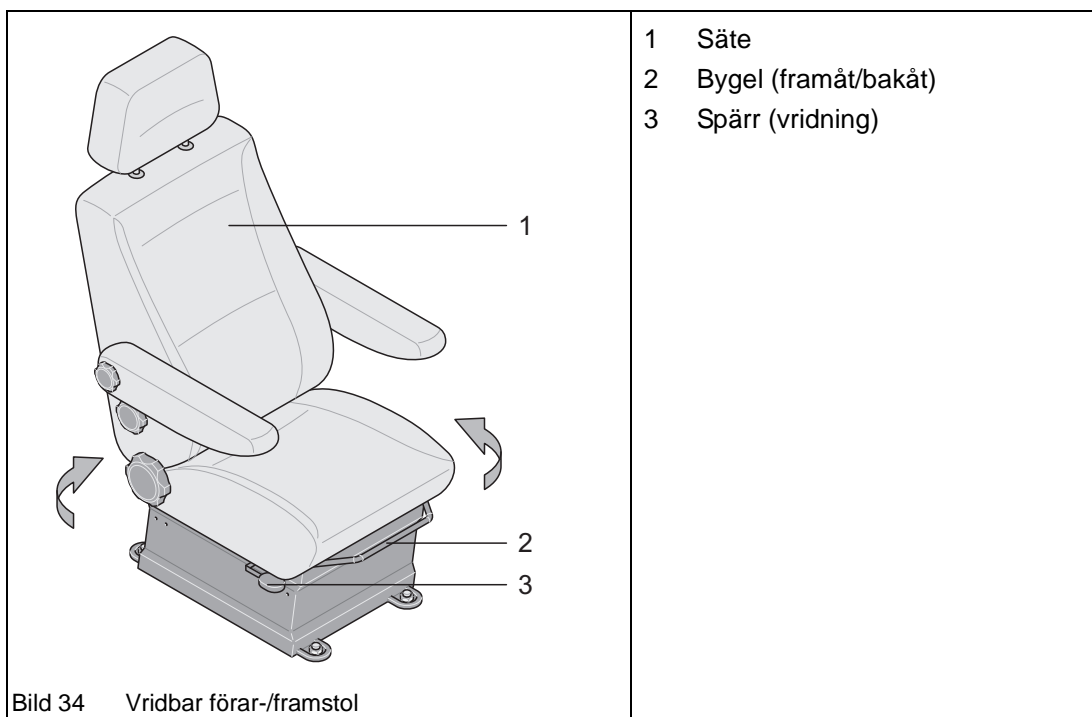 1 Säte
2 Bygel (framåt/bakåt)
3 Spärr (vridning)
1
2
3
Bild 34 Vridbar förar-/framstol